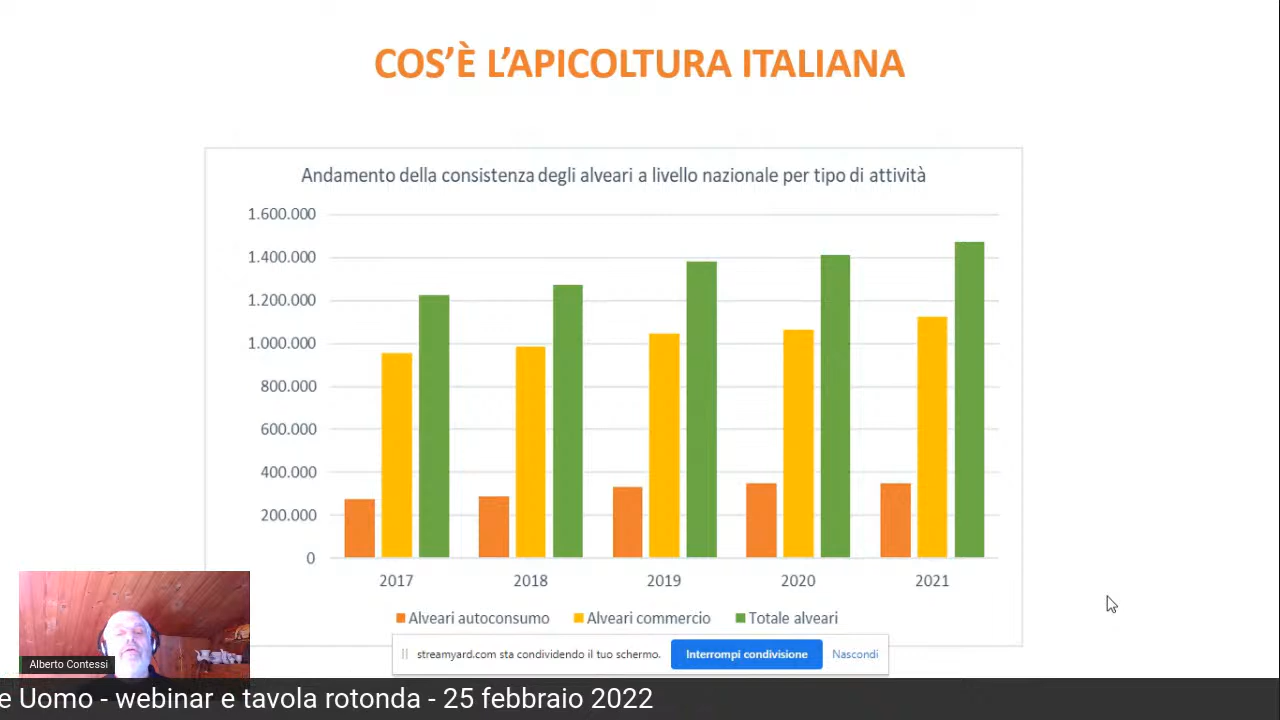 COS'È L'APICOLTURA ITALIANA
Andamento della consistenza degli alveari a livello nazionale per tipo di attività
1.600.000
1.400.000
1.200.000
1.000.000
800.000
600.000
400.000
200.000
0
2017 2018 2019 2020 2021
Alveari autoconsumo Alveari commercio Totale alveari
streamyard.com sta condividendo il tuo schermo. Interrompi condivisione Nascondi
Alberto Contessi
e Uomo - webinar e tavola rotonda - 25 febbraio 2022